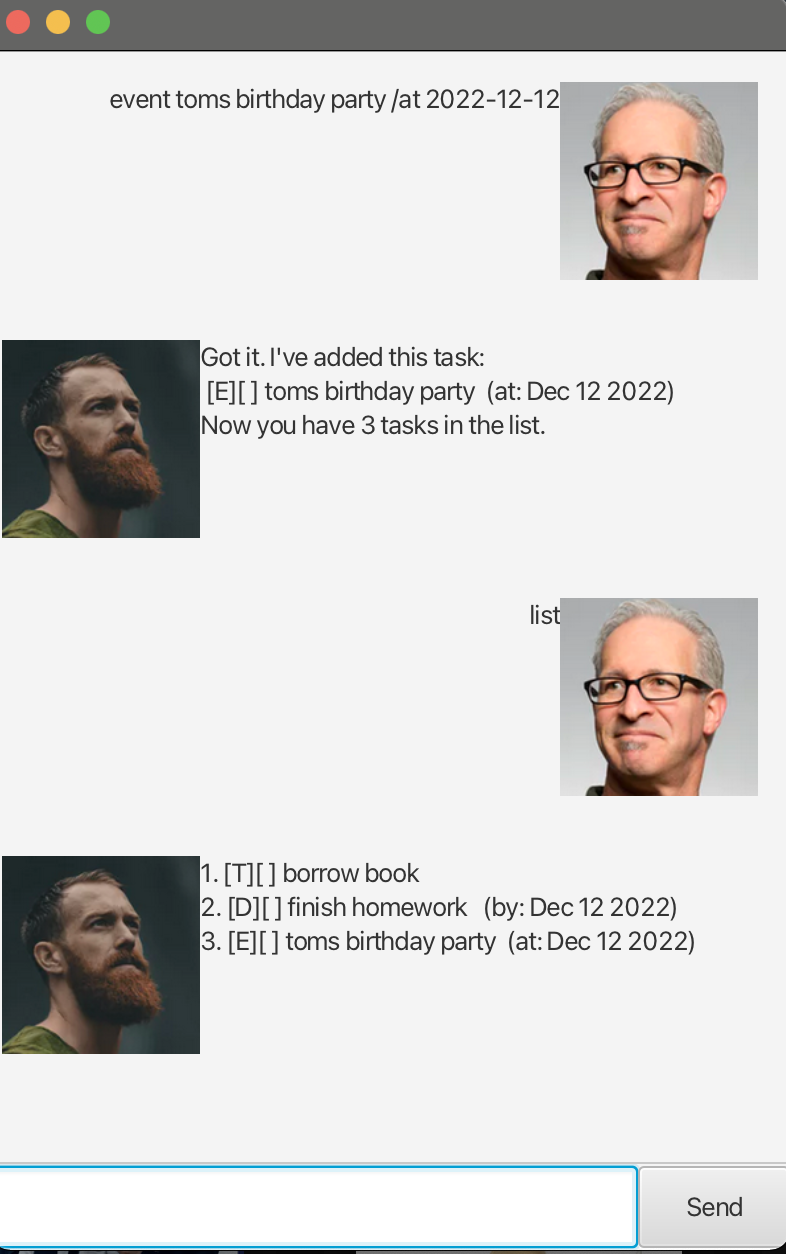 event toms birthday party /at 2022-12-12
Got it. I've added this task:
[E][ ] toms birthday party  (at: Dec 12 2022)
Now you have 3 tasks in the list.
list
1. [T][ ] borrow book
2. [D][ ] finish homework   (by: Dec 12 2022)
3. [E][ ] toms birthday party  (at: Dec 12 2022)
Send